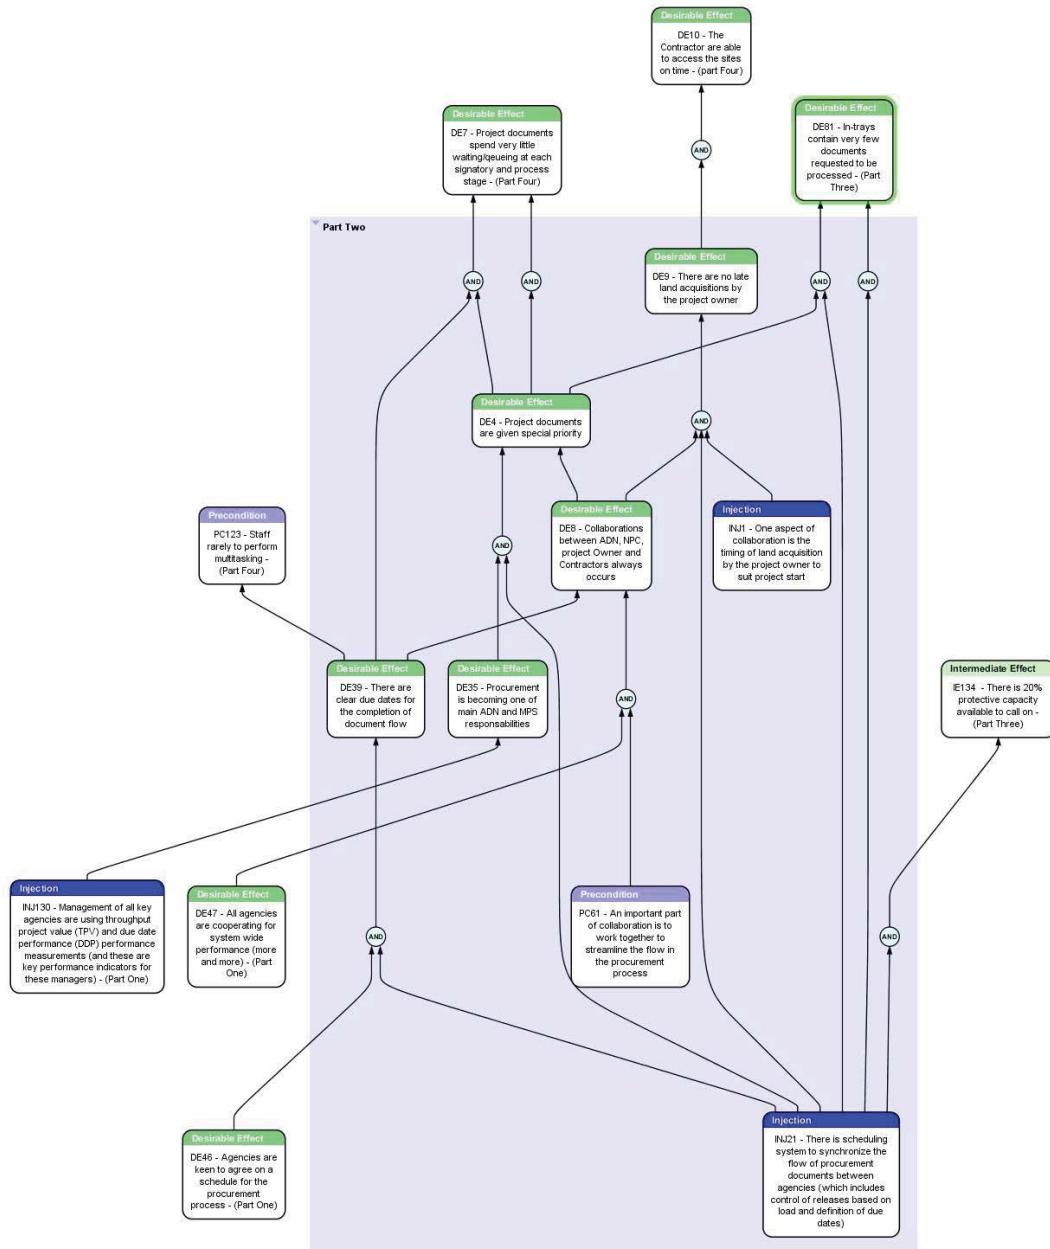 Desirable Effect
DE10 - The
Contractor are able
to access the sites
on time - (part Four)
Desirable Effect
DE7 - Project documents
spend very little
waiting/qeueing at each
signatory and process
stage - (Part Four)
Desirable Effect
DE81 - In-trays
contain very few
documents
requested to be
processed - (Part
Three)
AND
Part Two
Desirable Effect
DE9 - There are no late
land acquisitions by
the project owner
AND
AND
AND
AND
Desirable Effect
DE4 - Project documents
are given special priority
AND
Precondition
PC123 - Staff
rarely to perform
multitasking -
(Part Four)
Desirable Effect
DE8 - Collaborations
between ADN, NPC,
project Owner and
Contractors always
occurs
Injection
INJ1 - One aspect of
collaboration is the
timing of land acquisition
by the project owner to
suit project start
AND
Desirable Effect
DE39 - There are
clear due dates for
the completion of
document flow
Desirable Effect
DE35 - Procurement
is becoming one of
main ADN and MPS
responsabilities
AND
Intermediate Effect
IE134 - There is 20%
protective capacity
available to call on -
(Part Three)
Injection
INJ130 - Management of all
key agencies are using throughput
project value (TPV) and due date
performance (DDP) performance
measurements (and these are
key performance indicators for
these managers) - (Part One)
Desirable Effect
DE47 - All agencies
are cooperating for
system wide
performance (more
and more) - (Part
One)
AND
Precondition
PC61 - An important part
of collaboration is to
work together to
streamline the flow in
the procurement
process
AND
Desirable Effect
DE46 - Agencies are
keen to agree on a
schedule for the
procurement
process - (Part One)
Injection
INJ21 - There is scheduling
system to synchronize the
flow of procurement
documents between
agencies (which includes
control of releases based on
load and definition of due
dates)